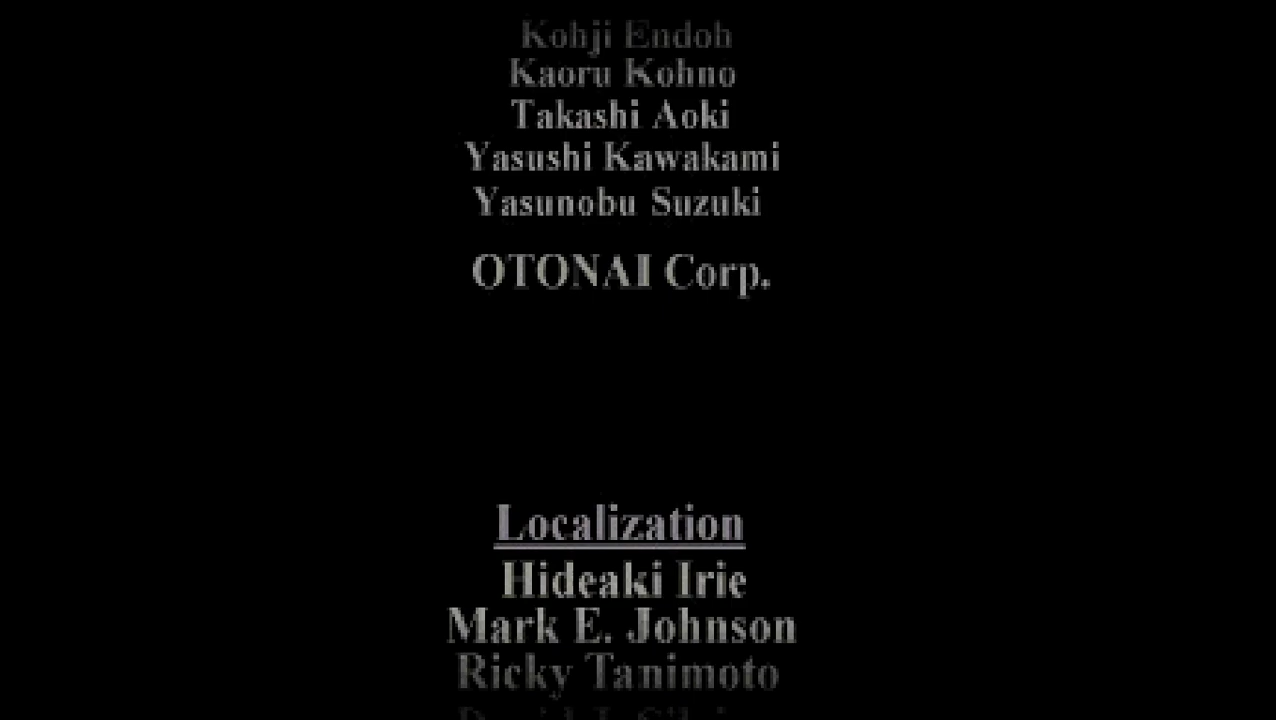 Kohji Endoh
Kaoru Kohno
Takashi Aoki
Yasushi Kawakami
Yasunobu Suzuki
OTONAI Corp.
Localization
Hideaki Irie
Mark E. Johnson
Ricky Tanimoto